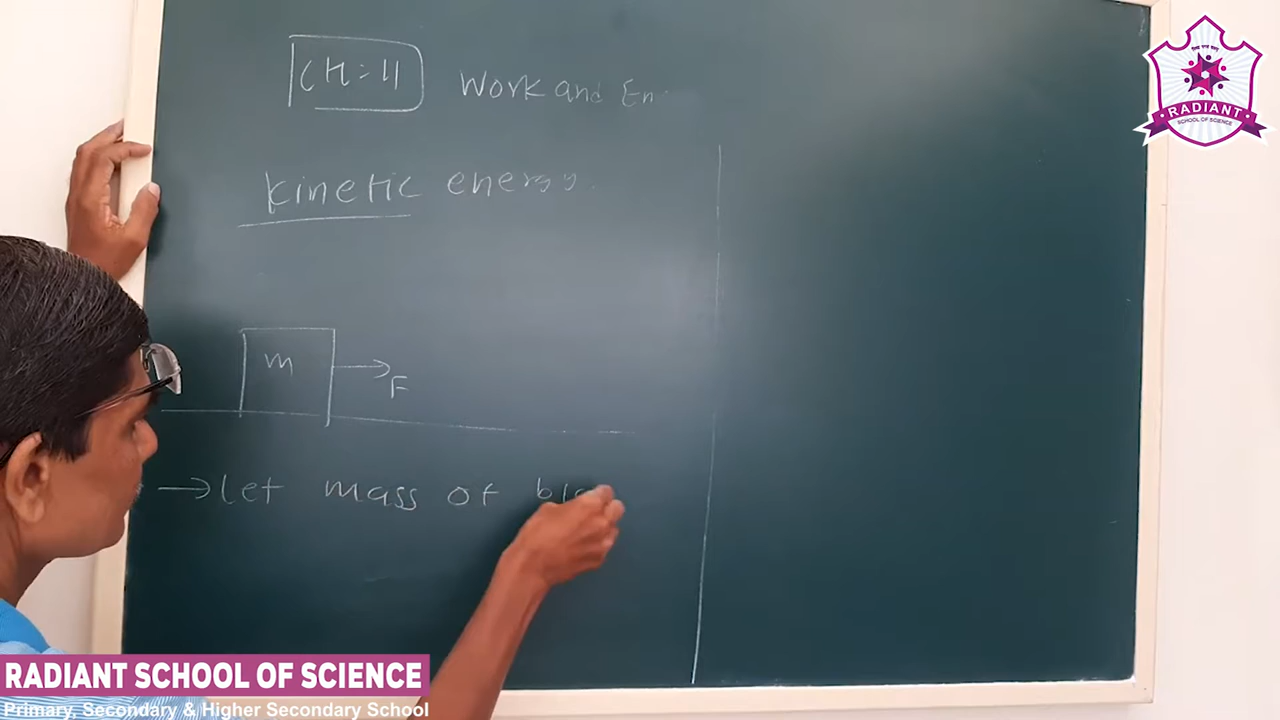 CH = 11 Work and En
Kinetic energy.
m
F
→ Let mass of blo
RADIANT
SCHOOL OF SCIENCE
RADIANT SCHOOL OF SCIENCE
Primary, Secondary & Higher Secondary School